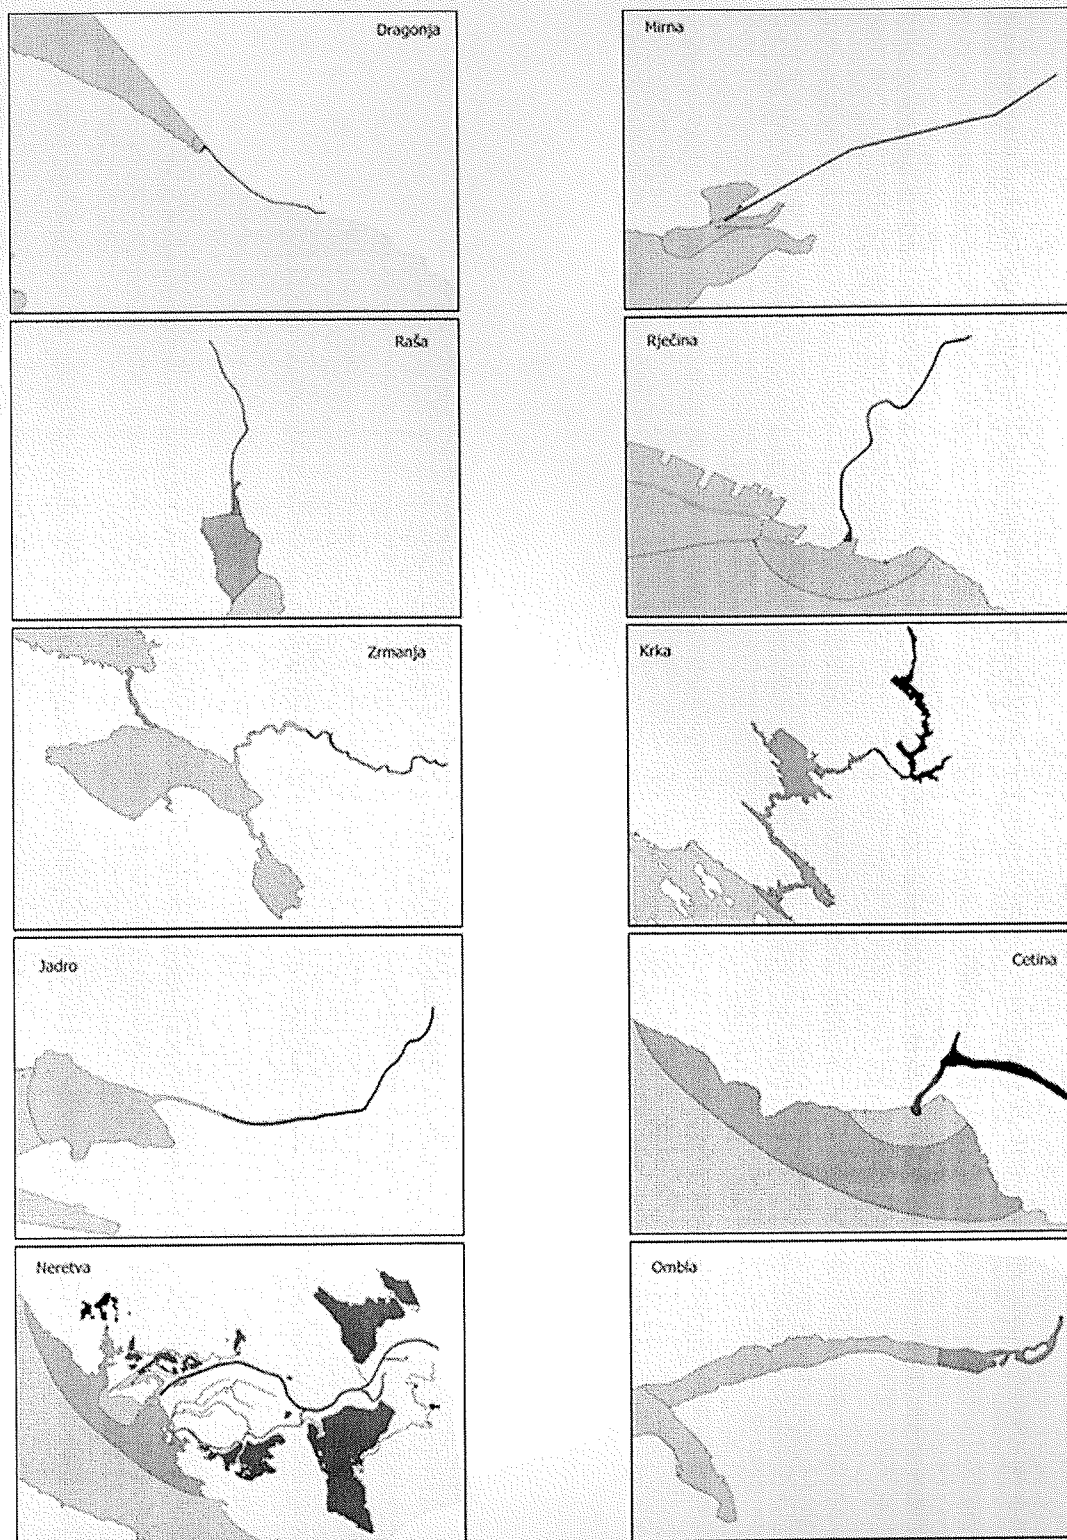 Dragonja
Mirna
Raša
Rječina
Zrmanja
Krka
Jadro
Cetina
Neretva
Ombla